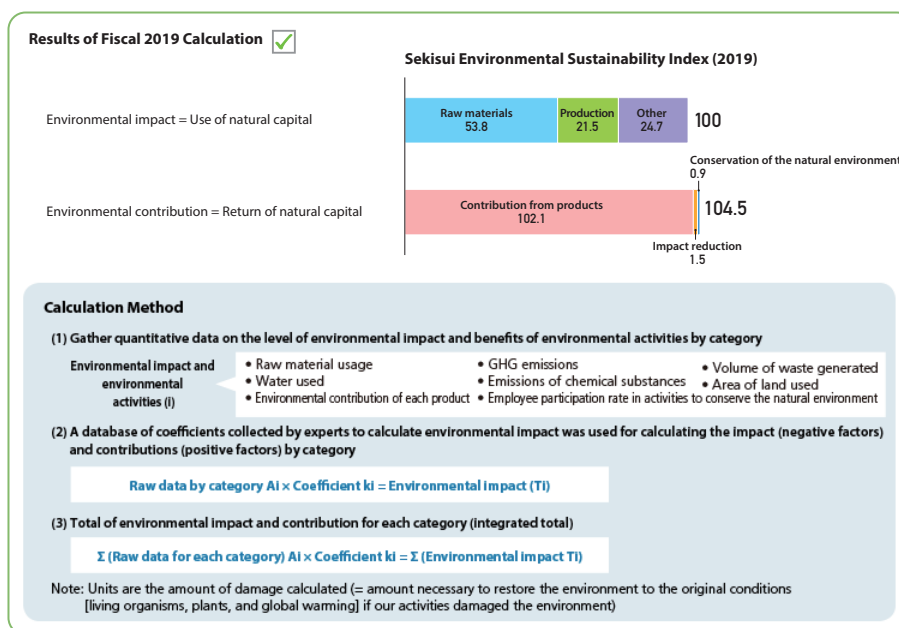 Results of Fiscal 2019 Calculation
Sekisui Environmental Sustainability Index (2019)
Environmental impact = Use of natural capital
Raw materials
53.8
Production
21.5
Other
24.7
100
Conservation of the natural environment
0.9
Environmental contribution = Return of natural capital
Contribution from products
102.1
104.5
Impact reduction
1.5
Calculation Method
(1) Gather quantitative data on the level of environmental impact and benefits of environmental activities by category
Environmental impact and
environmental
activities (i)
• Raw material usage
• GHG emissions
• Volume of waste generated
• Water used
• Emissions of chemical substances
• Area of land used
• Environmental contribution of each product
• Employee participation rate in activities to conserve the natural environment
(2) A database of coefficients collected by experts to calculate environmental impact was used for calculating the impact (negative factors)
and contributions (positive factors) by category
Raw data by category Ai × Coefficient ki = Environmental impact (Ti)
(3) Total of environmental impact and contribution for each category (integrated total)
Σ (Raw data for each category) Ai × Coefficient ki = Σ (Environmental impact Ti)
Note: Units are the amount of damage calculated (= amount necessary to restore the environment to the original conditions
[living organisms, plants, and global warming] if our activities damaged the environment)